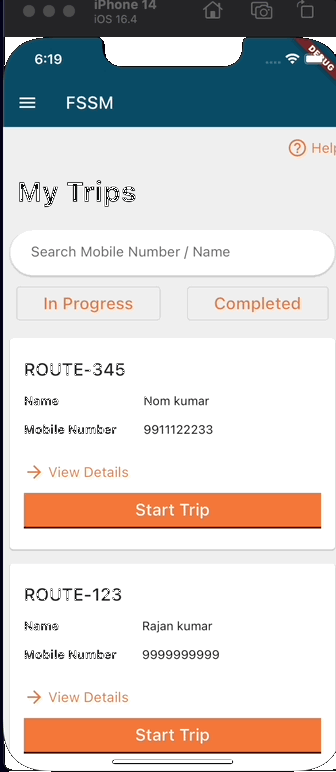 iPhone 14
iOS 16.4
6:19
DEBUG
FSSM
Help
My Trips
Search Mobile Number / Name
In Progress Completed
ROUTE-345
Name Nom kumar
Mobile Number 9911122233
View Details
Start Trip
ROUTE-123
Name Rajan kumar
Mobile Number 9999999999
View Details
Start Trip